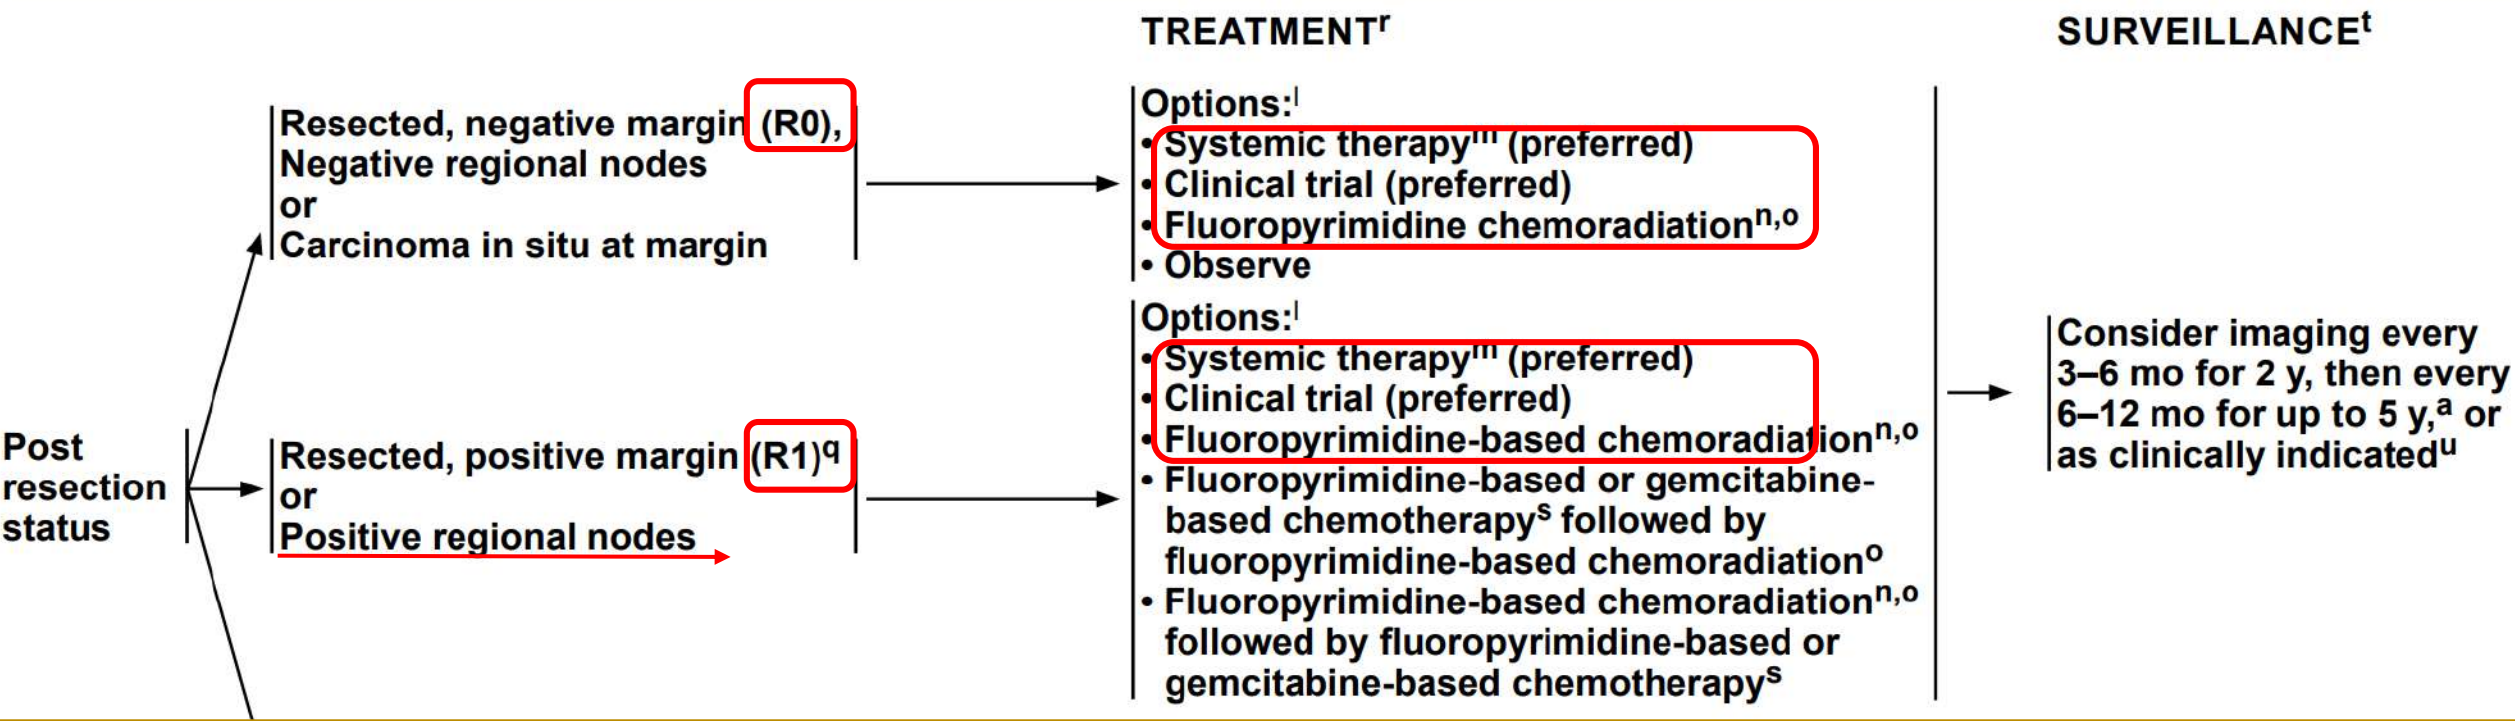 TREATMENTʳ
SURVEILLANCEᵗ
Post
resection
status
Resected, negative margin (R0),
Negative regional nodes
or
Carcinoma in situ at margin
Options:ˡ
• Systemic therapyᵐ (preferred)
• Clinical trial (preferred)
• Fluoropyrimidine chemoradiationⁿ,ᵒ
• Observe
Resected, positive margin (R1)q
or
Positive regional nodes
Options:ˡ
• Systemic therapyᵐ (preferred)
• Clinical trial (preferred)
• Fluoropyrimidine-based chemoradiationⁿ,ᵒ
• Fluoropyrimidine-based or gemcitabine-
based chemotherapyˢ followed by
fluoropyrimidine-based chemoradiationᵒ
• Fluoropyrimidine-based chemoradiationⁿ,ᵒ
followed by fluoropyrimidine-based or
gemcitabine-based chemotherapyˢ
Consider imaging every
3–6 mo for 2 y, then every
6–12 mo for up to 5 y,ᵃ or
as clinically indicatedᵘ